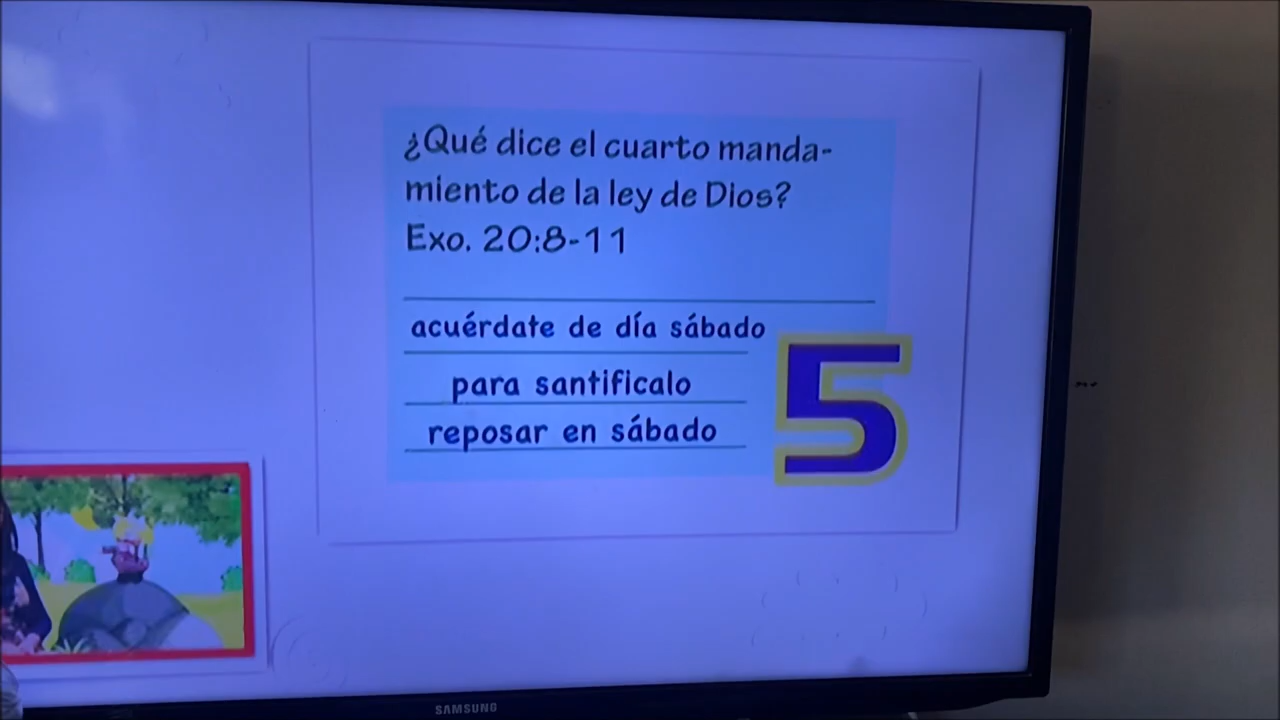 ¿Qué dice el cuarto manda-
miento de la ley de Dios?
Exo. 20:8-11
acuérdate de día sábado
para santificalo
reposar en sábado
5
SAMSUNG